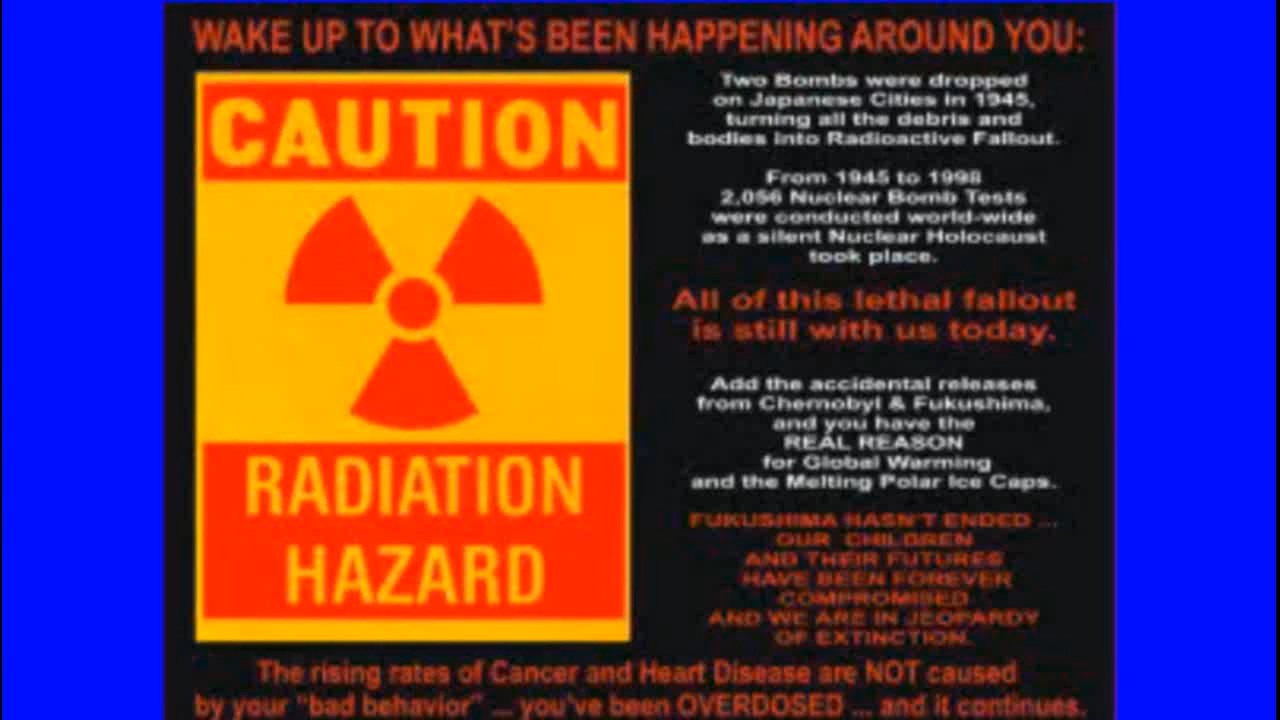 WAKE UP TO WHAT'S BEEN HAPPENING AROUND YOU:
CAUTION
RADIATION
HAZARD
Two Bombs were dropped
on Japanese Cities in 1945,
turning all the debris and
bodies into Radioactive Fallout.
From 1945 to 1998
2,056 Nuclear Bomb Tests
were conducted world-wide
as a silent Nuclear Holocaust
took place.
All of this lethal fallout
is still with us today.
Add the accidental releases
from Chernobyl & Fukushima,
and you have the
REAL REASON
for Global Warming
and the Melting Polar Ice Caps.
FUKUSHIMA HASN'T ENDED ...
OUR CHILDREN
AND THEIR FUTURES
HAVE BEEN FOREVER
COMPROMISED
AND WE ARE IN JEOPARDY
OF EXTINCTION.
The rising rates of Cancer and Heart Disease are NOT caused
by your "bad behavior" ... you've been OVERDOSED ... and it continues.